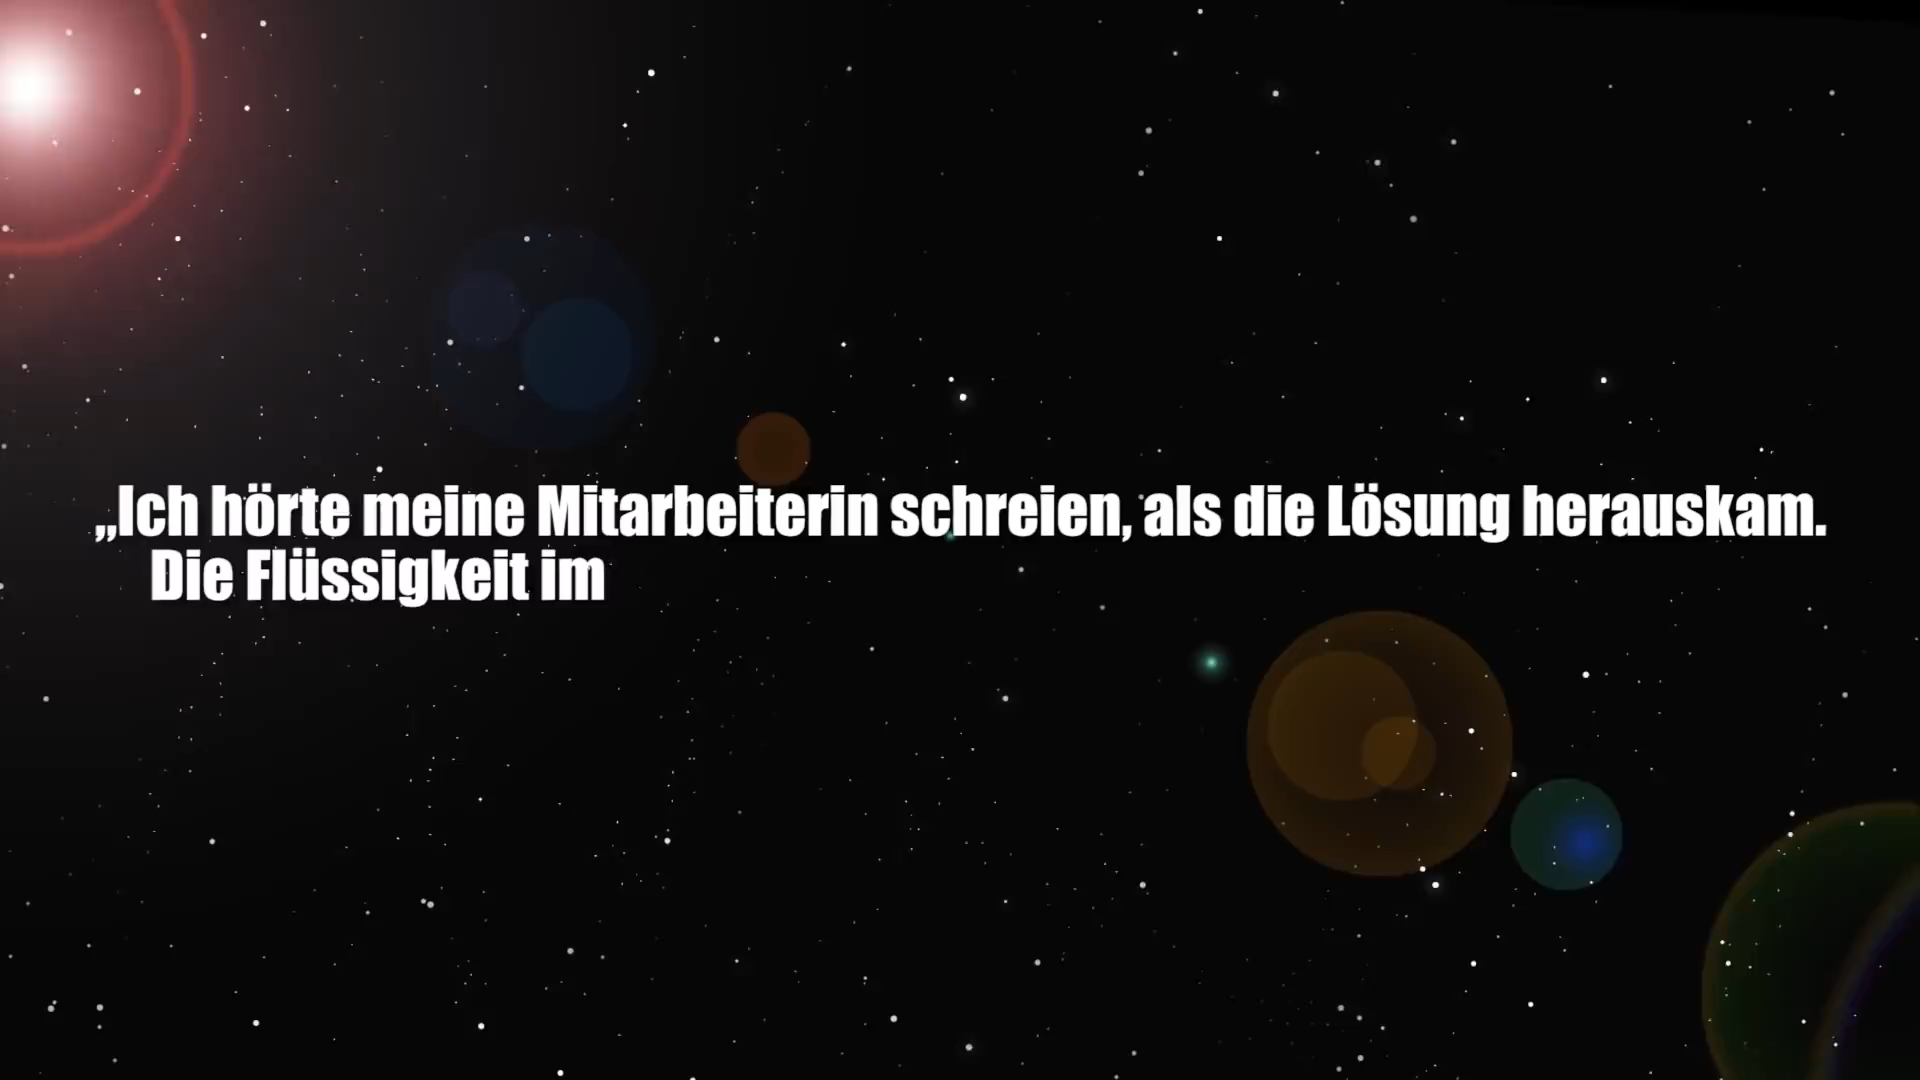 „Ich hörte meine Mitarbeiterin schreien, als die Lösung herauskam.
Die Flüssigkeit im